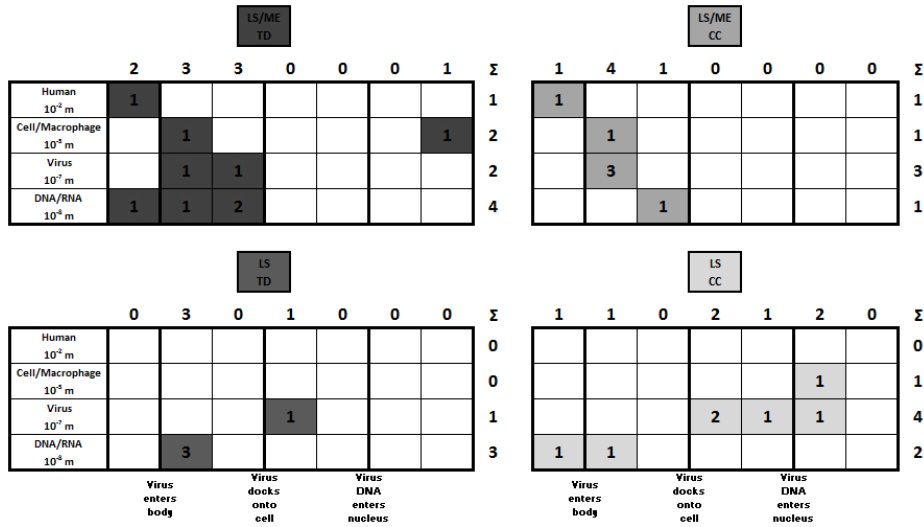 LS/ME
TD
LS/ME
CC
2 3 3 0 0 0 1 Σ
1 4 1 0 0 0 0 Σ
Human
10⁻² m
1
1
1
1
Cell/Macrophage
10⁻⁵ m
1 1
2
1
1
Virus
10⁻⁷ m
1 1
2
3
3
DNA/RNA
10⁻⁸ m
1 1 2
4
1
1
LS
TD
LS
CC
0 3 0 1 0 0 0 Σ
1 1 0 2 1 2 0 Σ
Human
10⁻² m
0
0
Cell/Macrophage
10⁻⁵ m
0
1
1
Virus
10⁻⁷ m
1
1
2 1 1
4
DNA/RNA
10⁻⁸ m
3
3
1 1
2
Virus
enters
body
Virus
docks
onto
cell
Virus
DNA
enters
nucleus
Virus
enters
body
Virus
docks
onto
cell
Virus
DNA
enters
nucleus